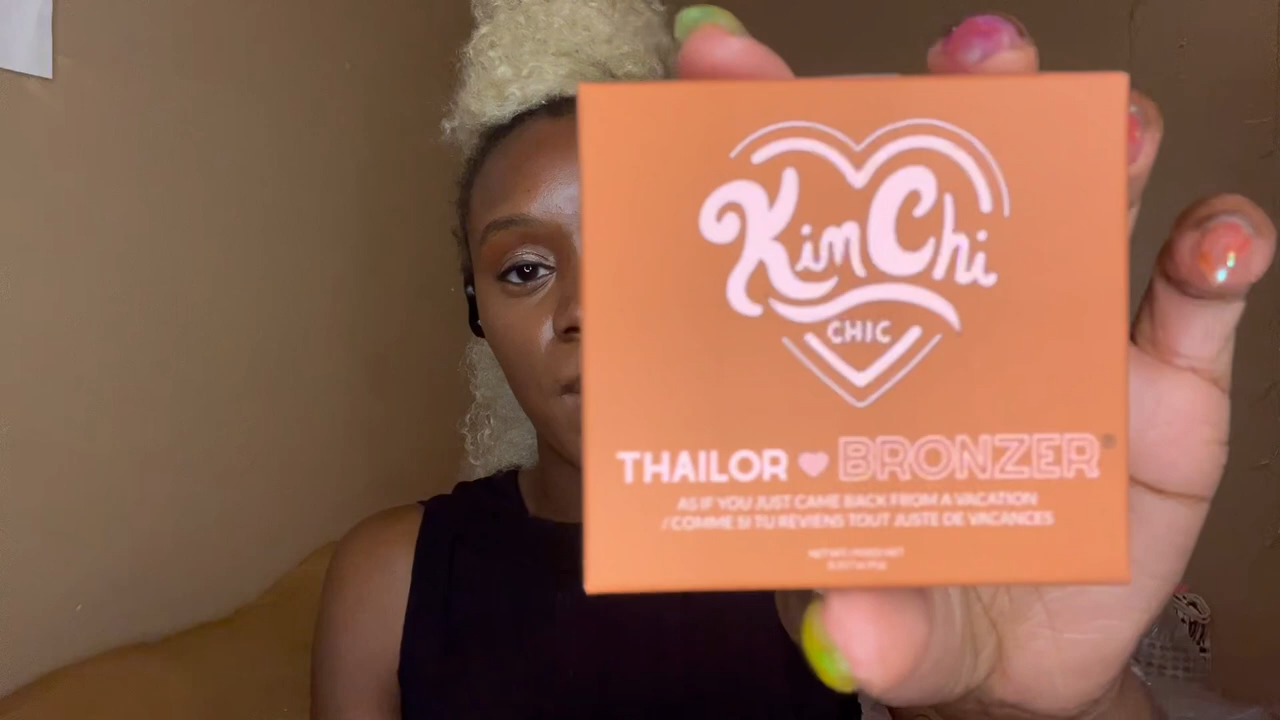 KimChi
CHIC
THAILOR BRONZER
AS IF YOU JUST CAME BACK FROM A VACATION
/ COMME SI TU REVIENS TOUT JUSTE DE VACANCES